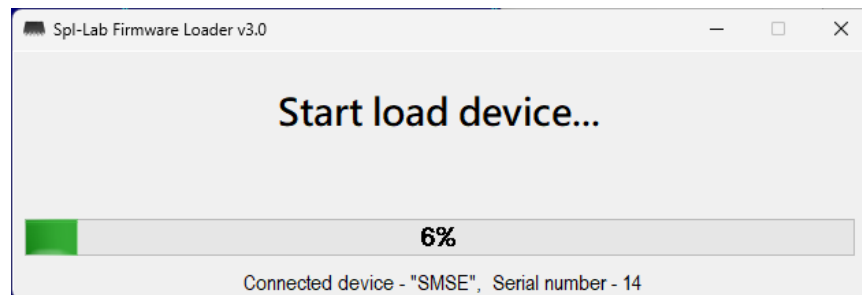 Spl-Lab Firmware Loader v3.0
Start load device...
6%
Connected device - "SMSE", Serial number - 14